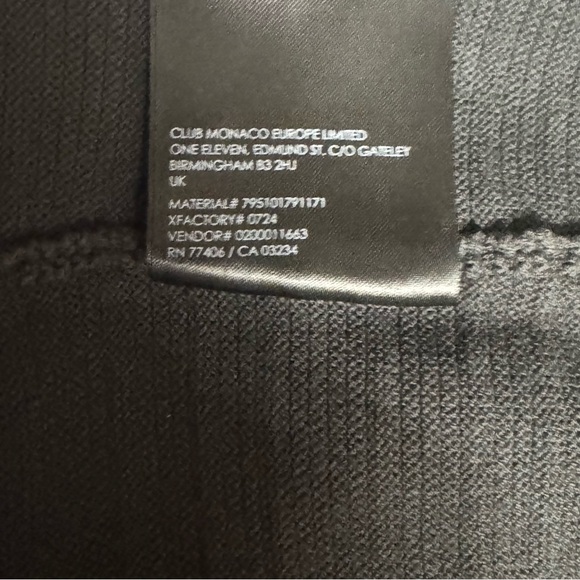 CLUB MONACO EUROPE LIMITED
ONE ELEVEN, EDMUND ST. C/O GATELEY
BIRMINGHAM B3 2HJ
UK
MATERIAL# 795101791171
XFACTORY# 0724
VENDOR# 0200011663
RN 77406 / CA 03234